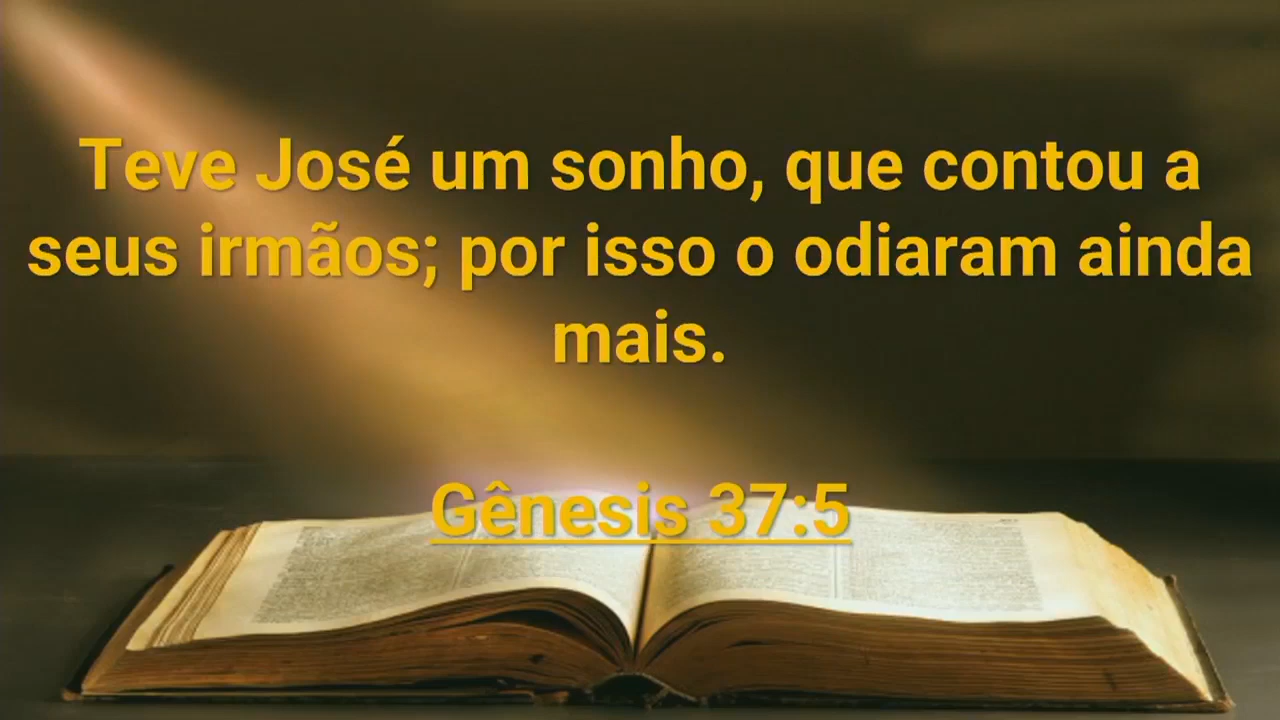 Teve José um sonho, que contou a
seus irmãos; por isso o odiaram ainda
mais.
Gênesis 37:5